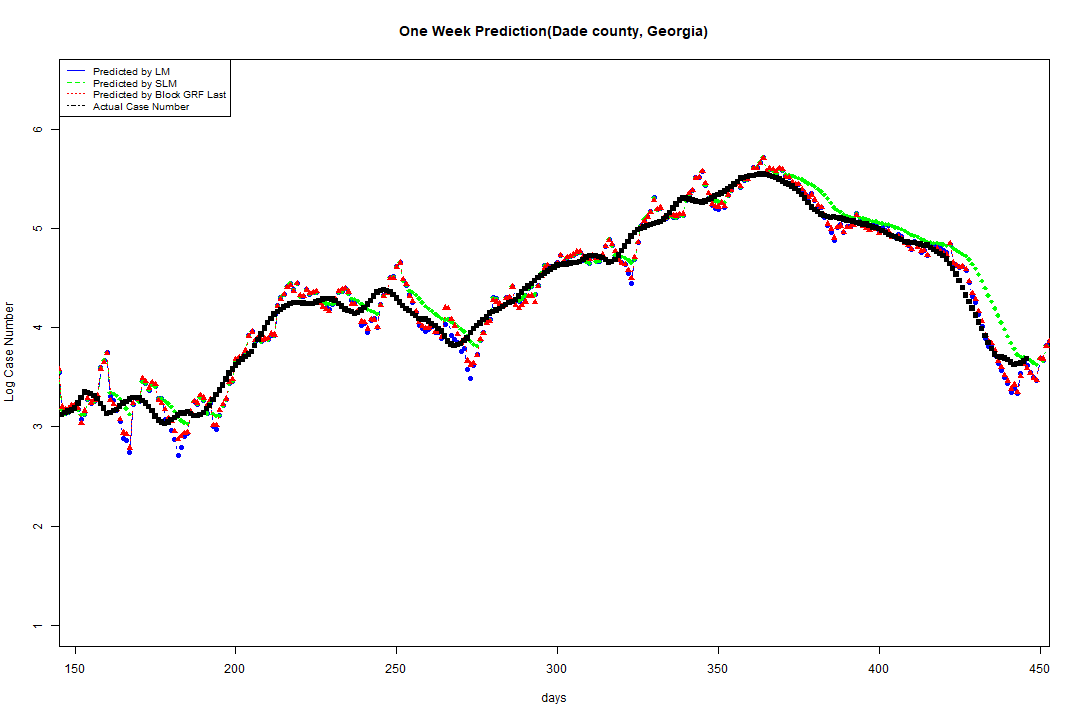 One Week Prediction(Dade county, Georgia)
Predicted by LM
Predicted by SLM
Predicted by Block GRF Last
Actual Case Number
6
5
4
3
2
1
Log Case Number
150 200 250 300 350 400 450
days